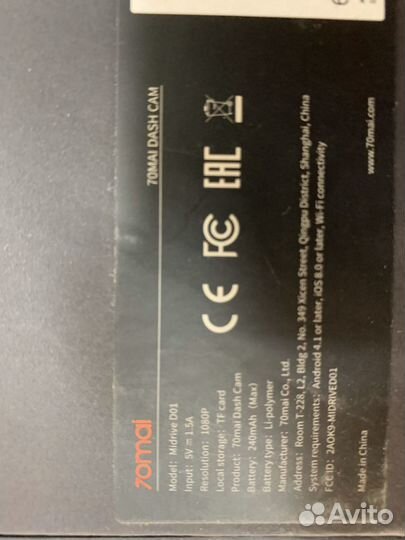 70mai
70MAI DASH CAM
Model: Midrive D01
Input: 5V⎓1.5A
Resolution: 1080P
Local storage: TF card
Product: 70mai Dash Cam
Battery: 240mAh (Max)
Battery type: Li-polymer
Manufacturer: 70mai Co., Ltd.
Address: Room T-228, L2, Bldg 2, No. 349 Xicen Street, Qingpu District, Shanghai, China
System requirements: Android 4.1 or later, iOS 8.0 or later, Wi-Fi connectivity
FCC ID: 2AOK9-MIDRIVED01
Made in China
www.70mai.com
CE FC EAC
Avito